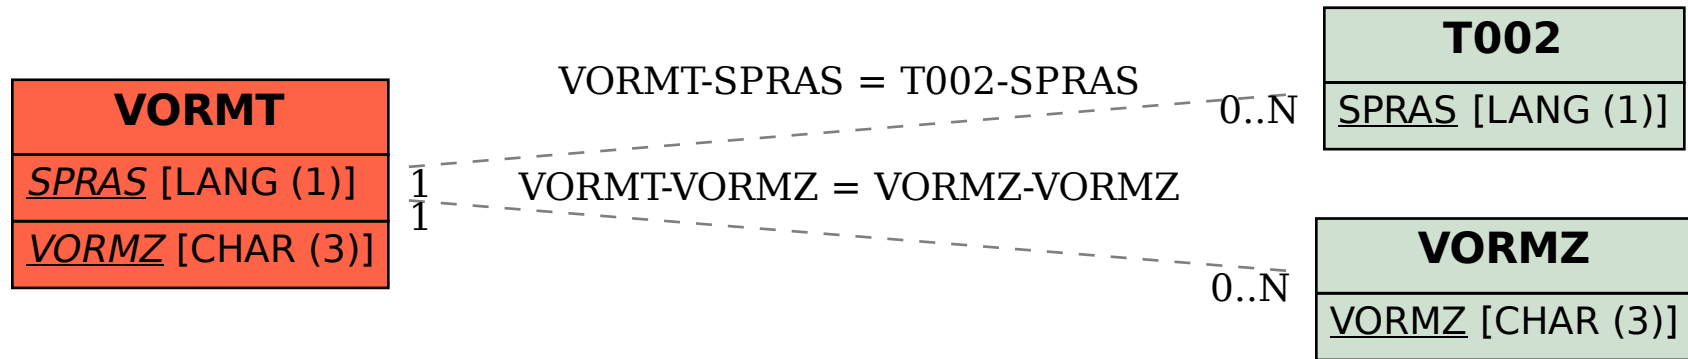 VORMT
SPRAS [LANG (1)]
VORMZ [CHAR (3)]
VORMT-SPRAS = T002-SPRAS
1
0..N
VORMT-VORMZ = VORMZ-VORMZ
1
0..N
T002
SPRAS [LANG (1)]
VORMZ
VORMZ [CHAR (3)]